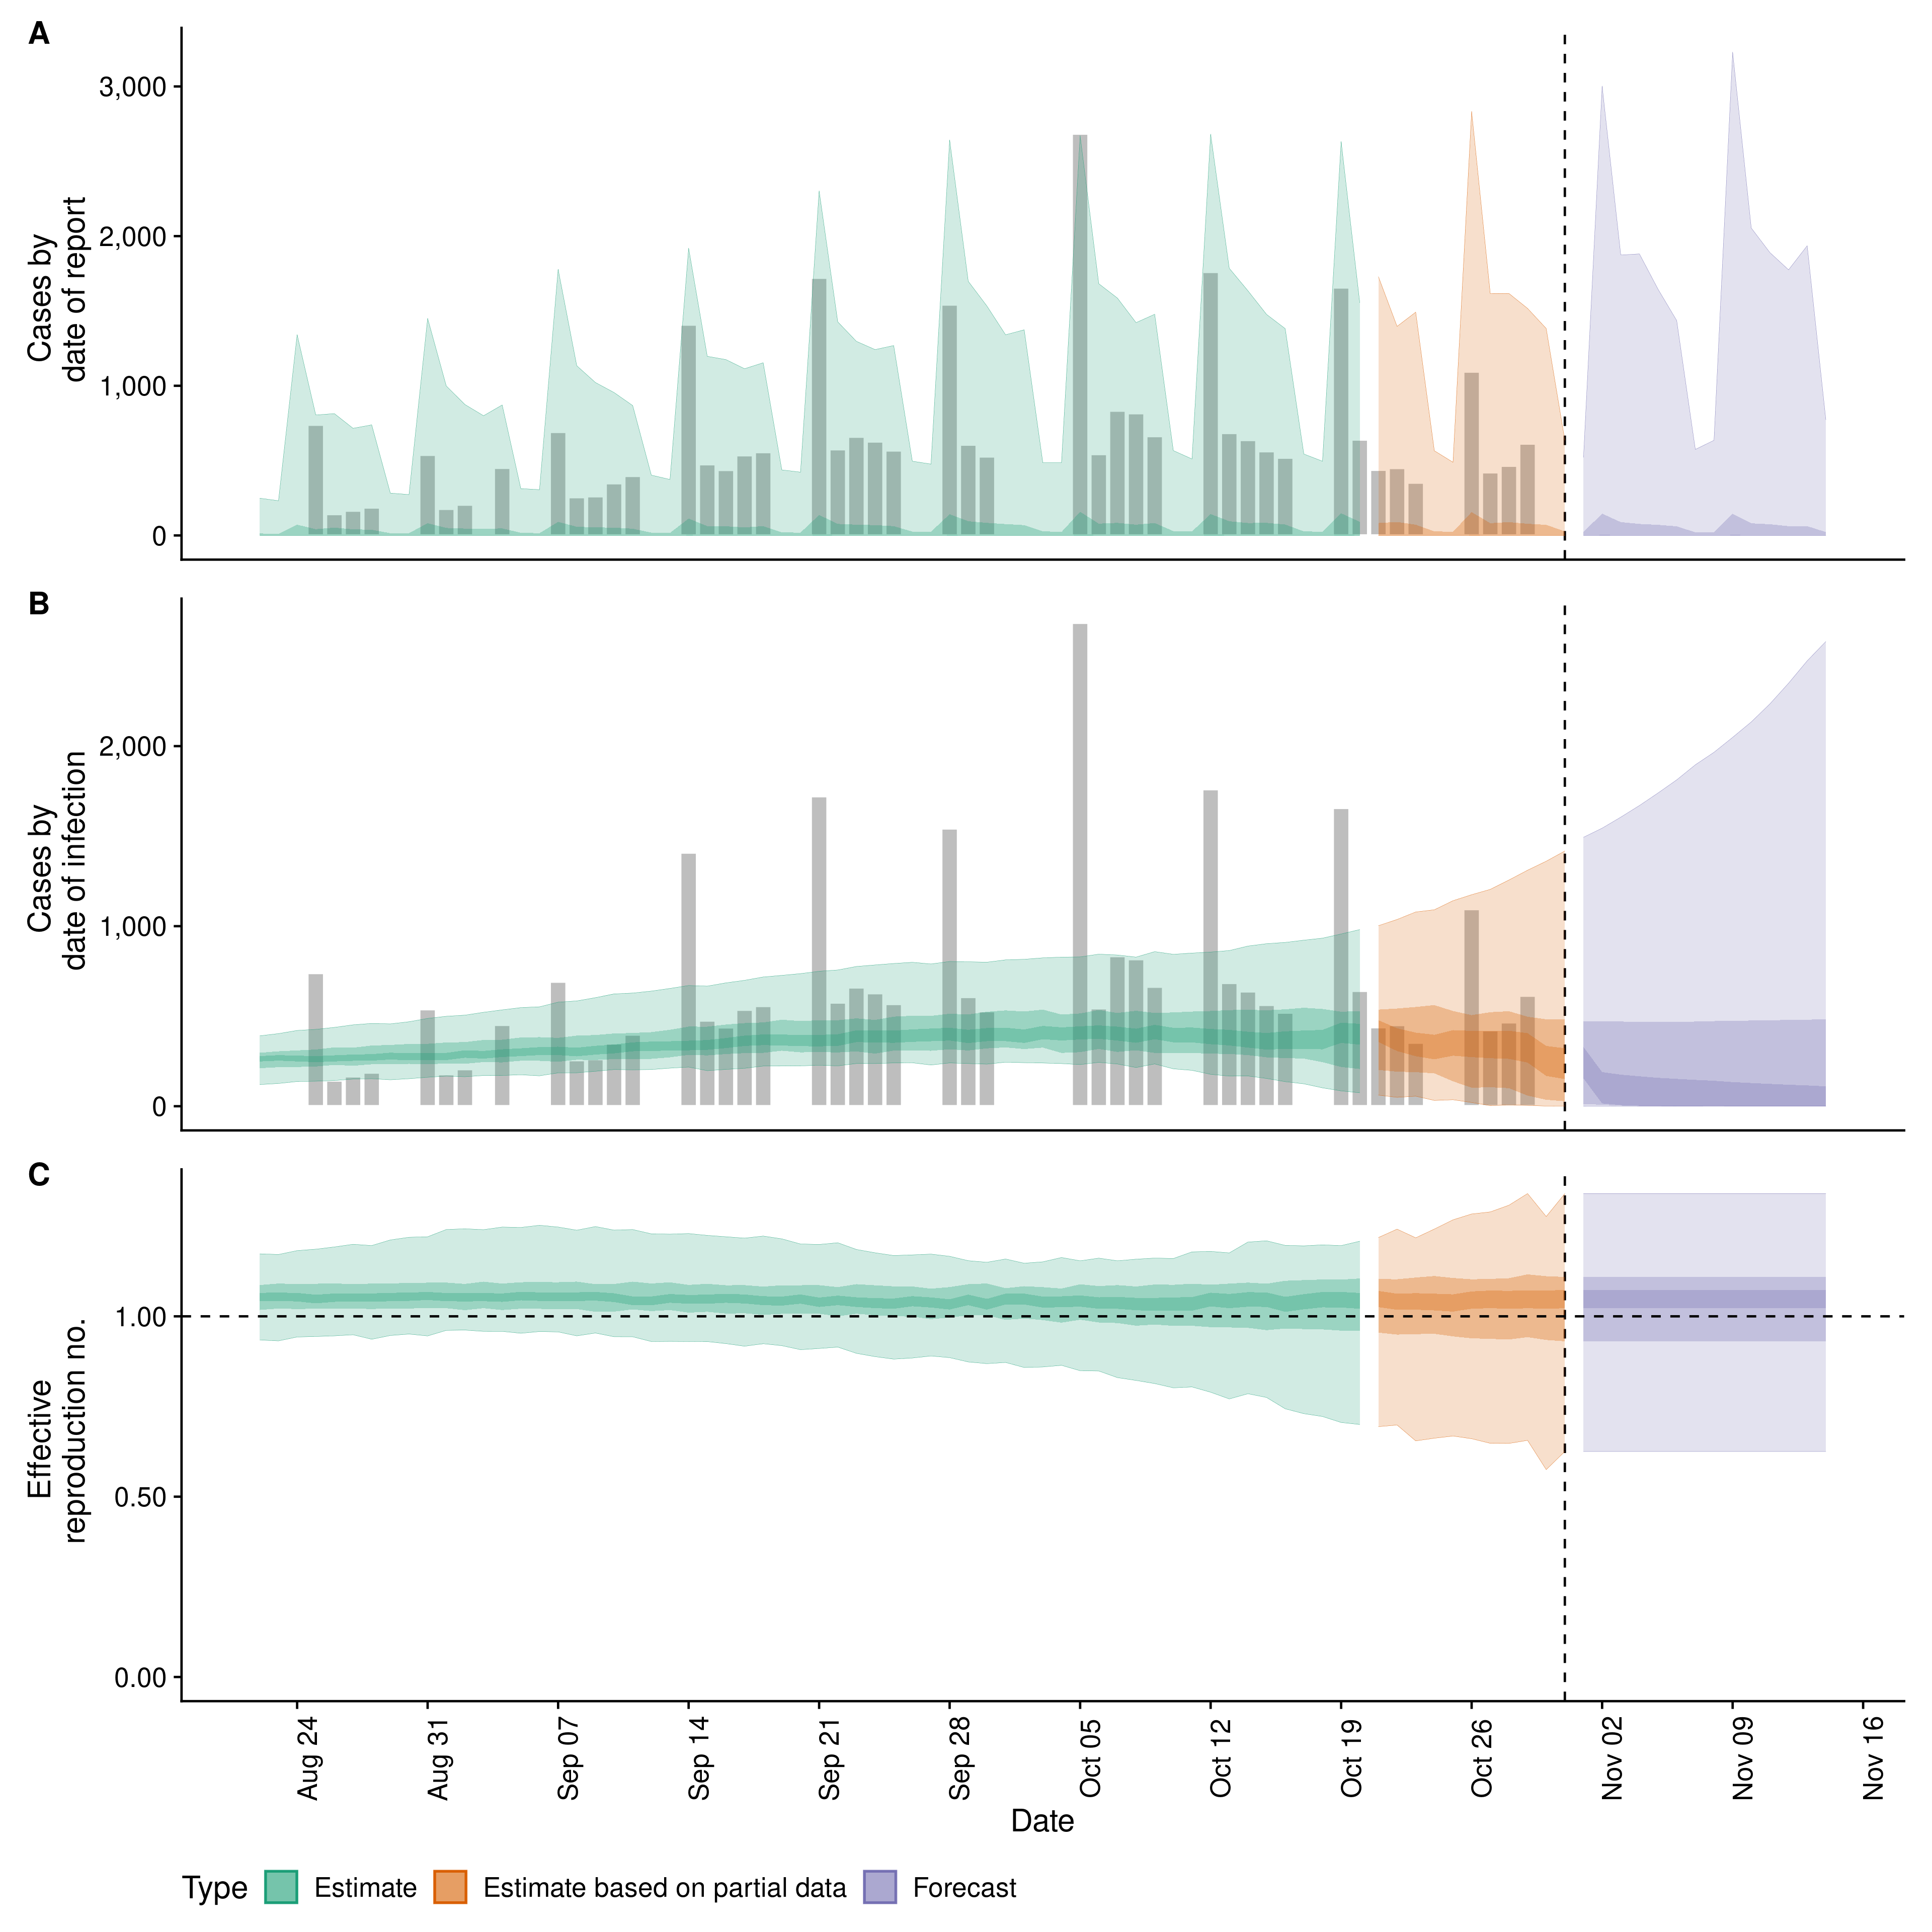 A
Cases by
date of report
3,000
2,000
1,000
0
B
Cases by
date of infection
2,000
1,000
0
C
Effective
reproduction no.
1.00
0.50
0.00
Aug 24
Aug 31
Sep 07
Sep 14
Sep 21
Sep 28
Oct 05
Oct 12
Oct 19
Oct 26
Nov 02
Nov 09
Nov 16
Date
Type Estimate Estimate based on partial data Forecast